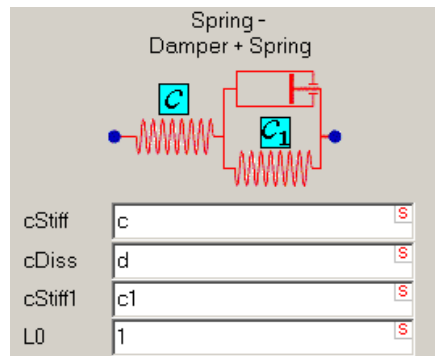 Spring -
Damper + Spring
C
C1
cStiff c S
cDiss d S
cStiff1 c1 S
L0 1 S